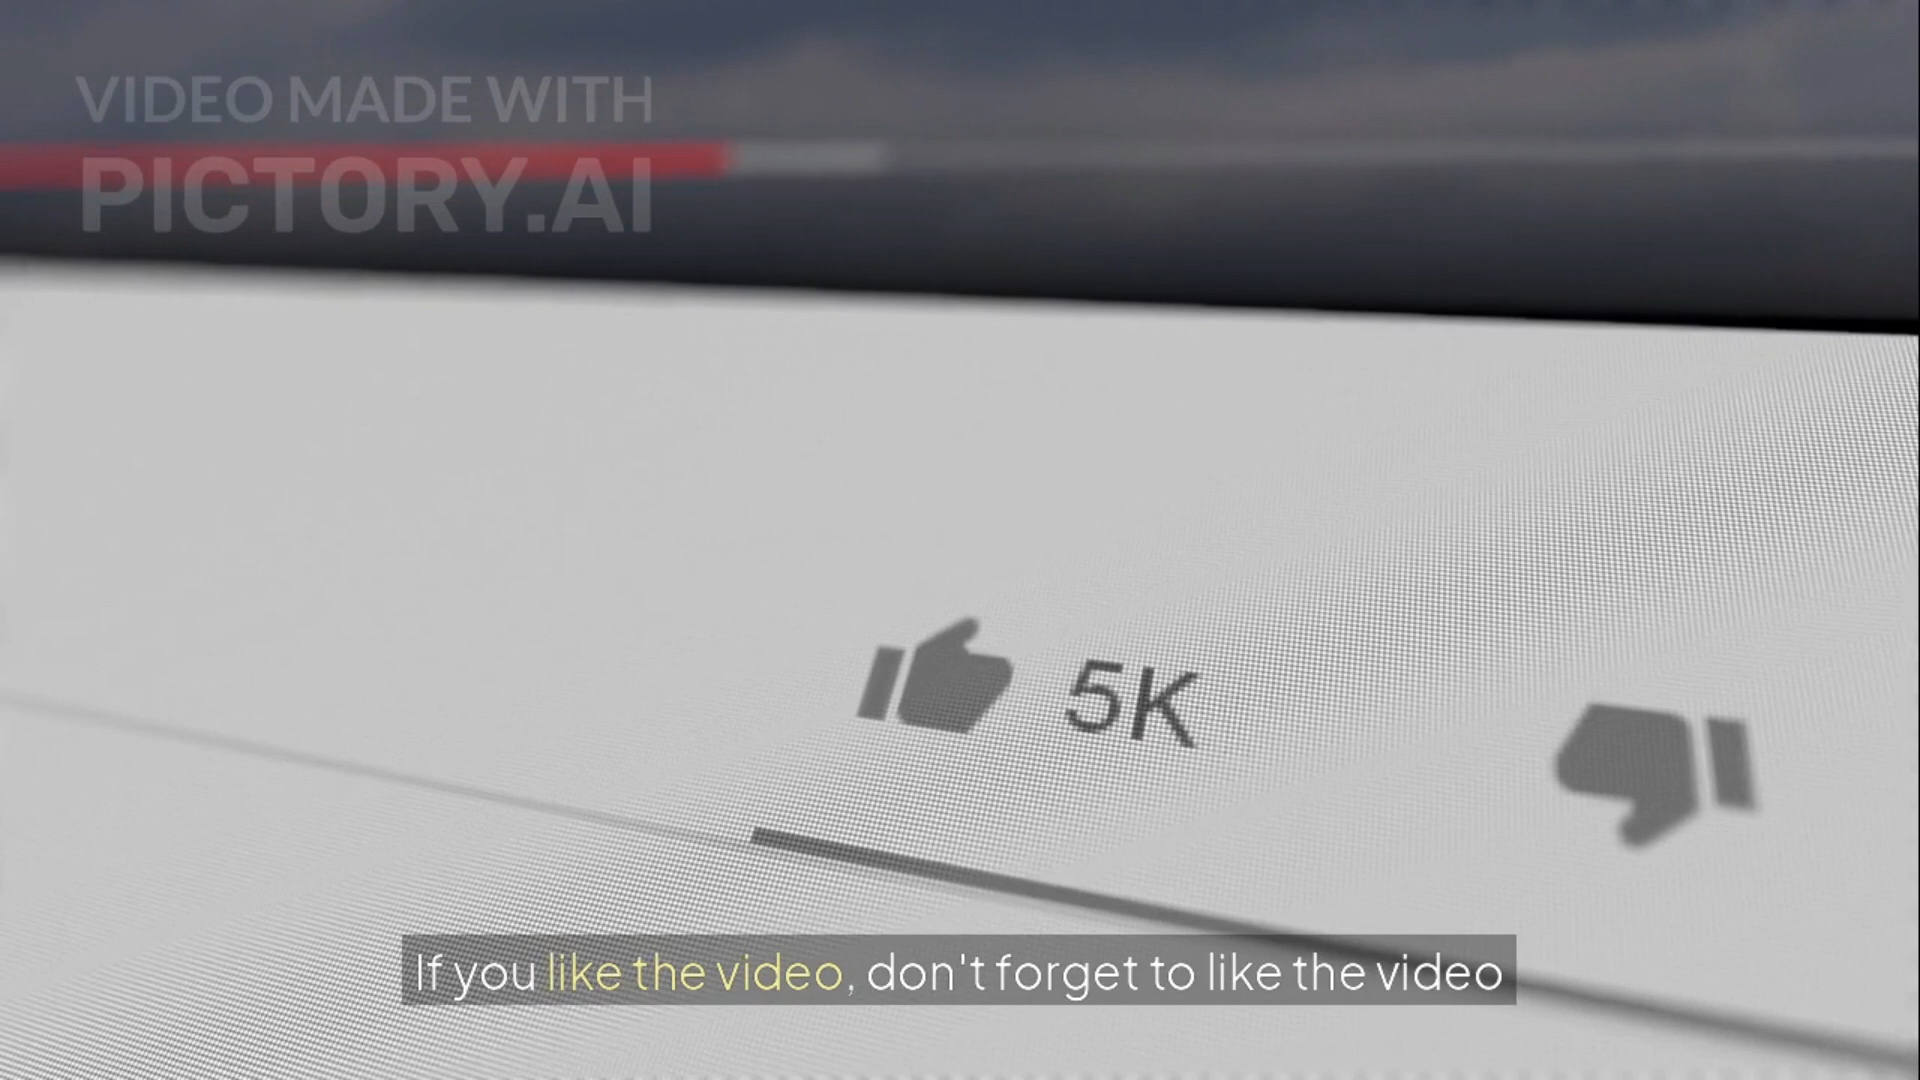 VIDEO MADE WITH
PICTORY.AI
5K
If you like the video, don't forget to like the video